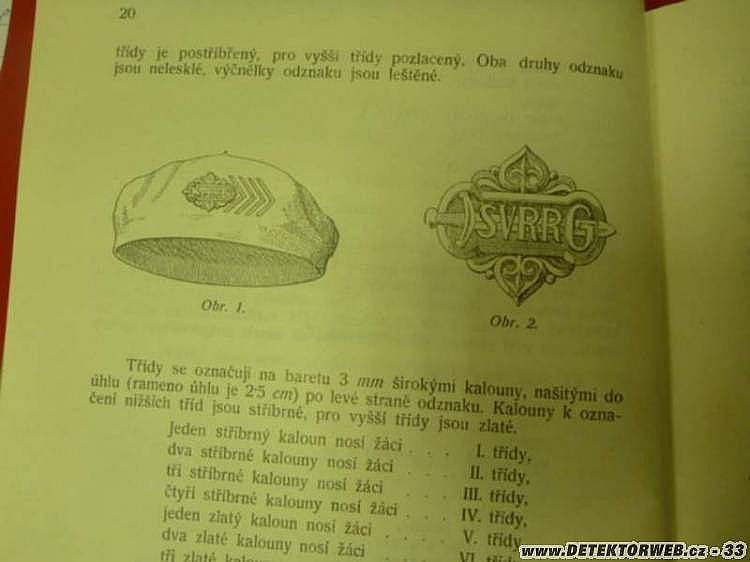 20
třídy je postříbřený, pro vyšší třídy pozlacený. Oba druhy odznaku
jsou nelesklé, výčnělky odznaku jsou leštěné.
SVRRG
Obr. 1.
Obr. 2.
Třídy se označují na baretu 3 mm širokými kalouny, našitými do
úhlu (rameno úhlu je 2·5 cm) po levé straně odznaku. Kalouny k ozna-
čení nižších tříd jsou stříbrné, pro vyšší třídy jsou zlaté.
Jeden stříbrný kaloun nosí žáci . . . I. třídy,
dva stříbrné kalouny nosí žáci . . . II. třídy,
tři stříbrné kalouny nosí žáci . . . III. třídy,
čtyři stříbrné kalouny nosí žáci . . . IV. třídy,
jeden zlatý kaloun nosí žáci . . . V. třídy,
dva zlaté kalouny nosí žáci . . . VI. třídy
tři zlaté
www.DETEKTORWEB.cz - 33